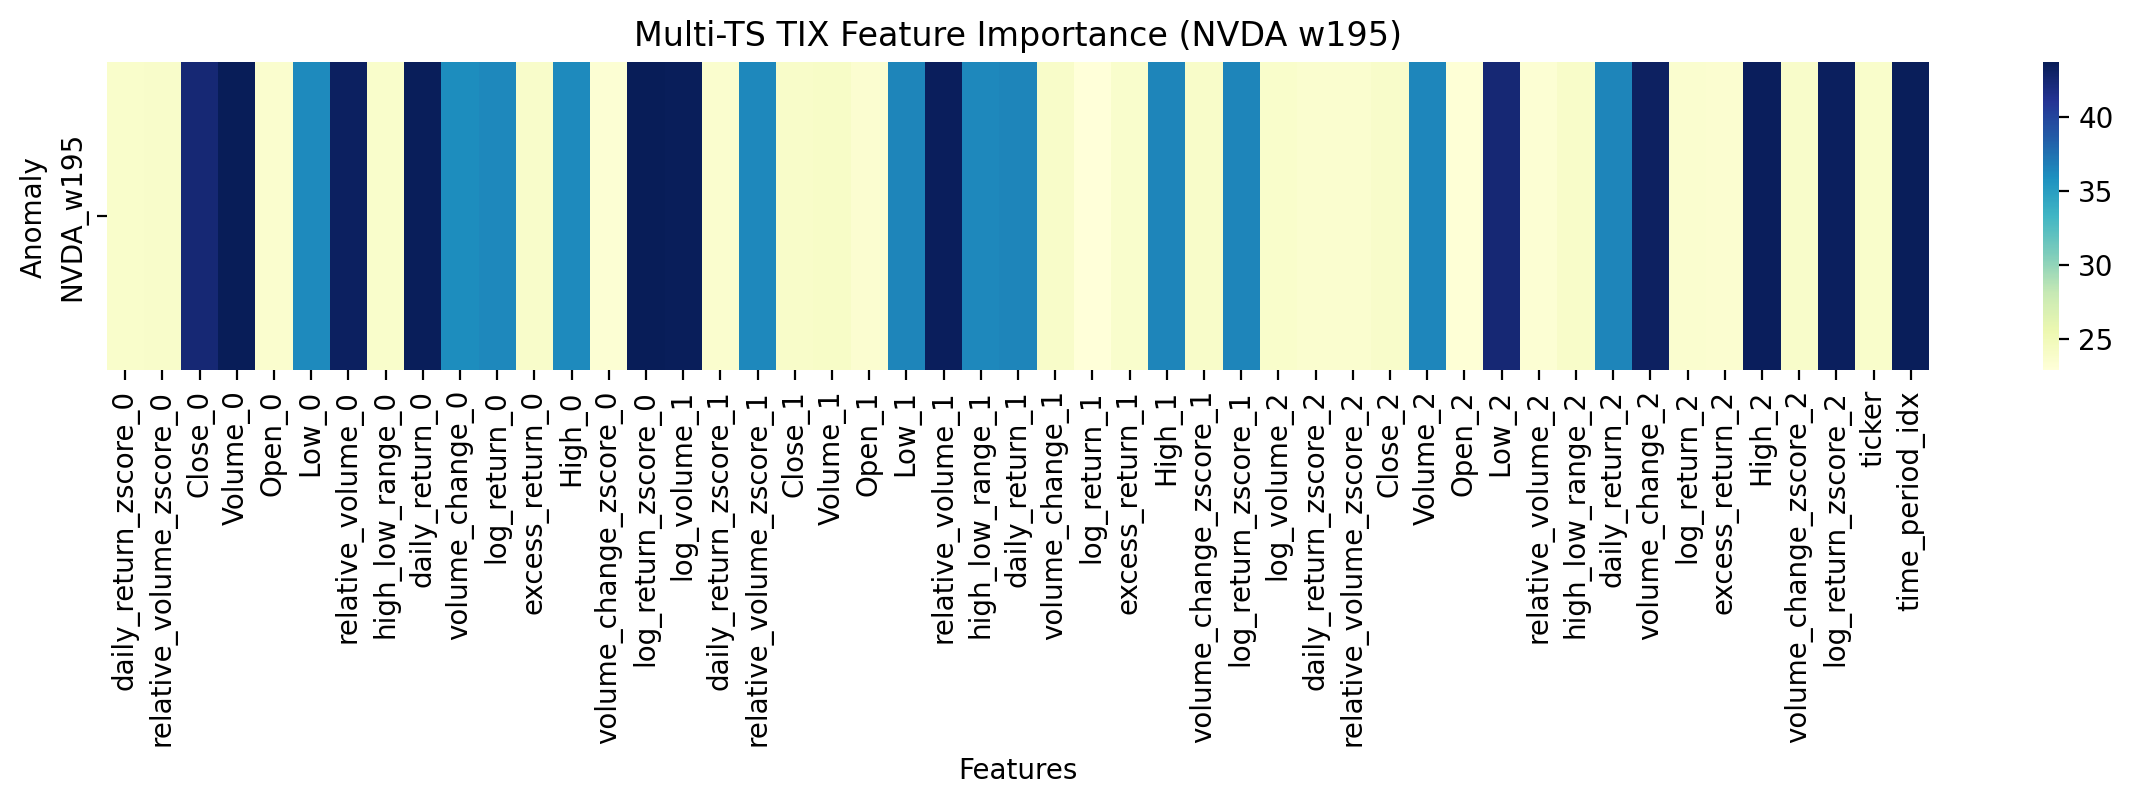 Multi-TS TIX Feature Importance (NVDA w195)
Anomaly
NVDA_w195
40
35
30
25
daily_return_zscore_0
relative_volume_zscore_0
Close_0
Volume_0
Open_0
Low_0
relative_volume_0
high_low_range_0
daily_return_0
volume_change_0
log_return_0
excess_return_0
High_0
volume_change_zscore_0
log_return_zscore_0
log_volume_1
daily_return_zscore_1
relative_volume_zscore_1
Close_1
Volume_1
Open_1
Low_1
relative_volume_1
high_low_range_1
daily_return_1
volume_change_1
log_return_1
excess_return_1
High_1
volume_change_zscore_1
log_return_zscore_1
log_volume_2
daily_return_zscore_2
relative_volume_zscore_2
Close_2
Volume_2
Open_2
Low_2
relative_volume_2
high_low_range_2
daily_return_2
volume_change_2
log_return_2
excess_return_2
High_2
volume_change_zscore_2
log_return_zscore_2
ticker
time_period_idx
Features